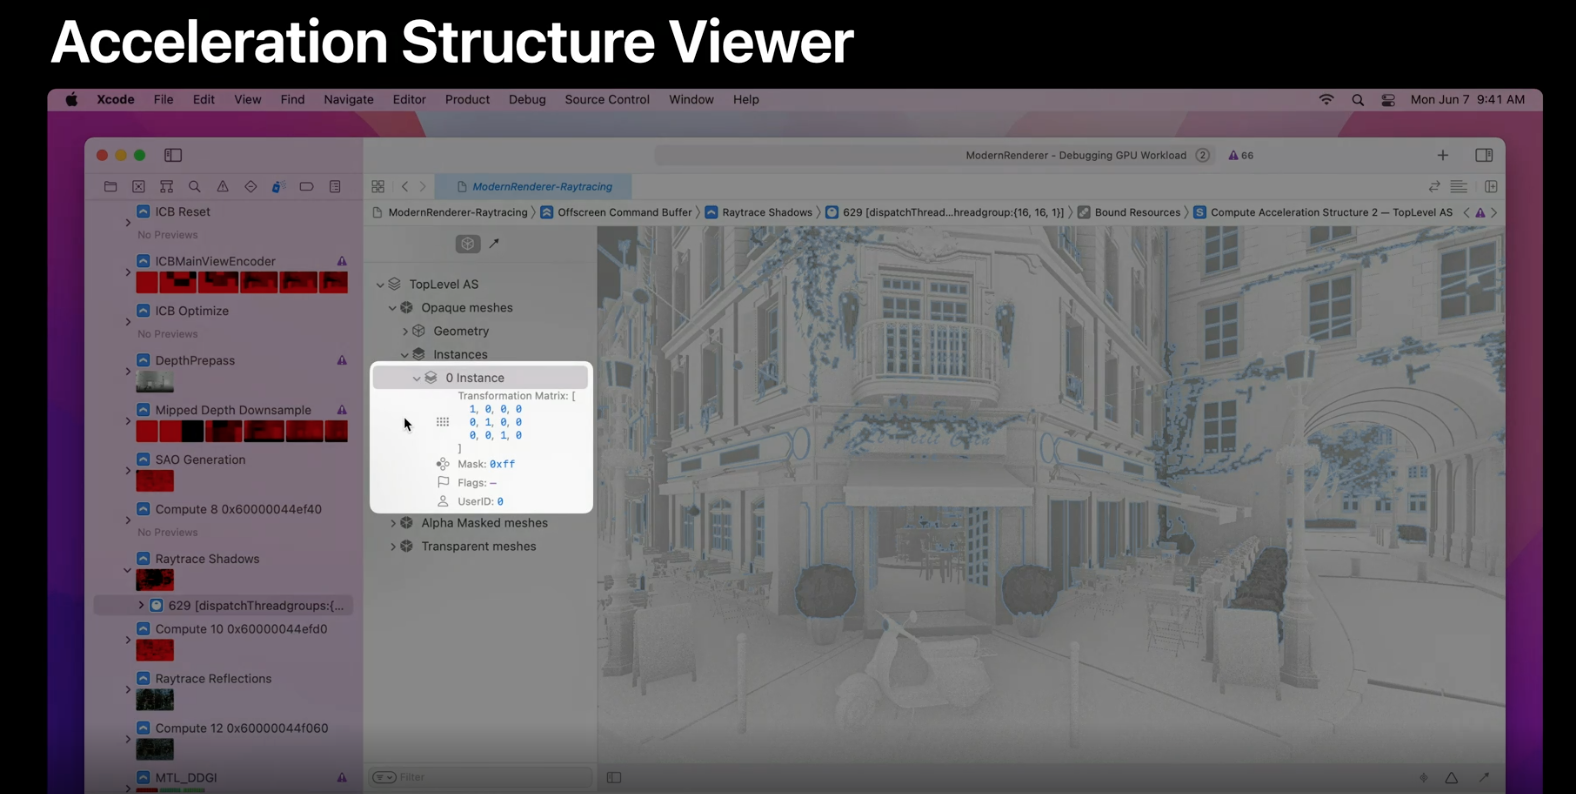 Acceleration Structure Viewer
Xcode File Edit View Find Navigate Editor Product Debug Source Control Window Help Mon Jun 7 9:41 AM
ModernRenderer - Debugging GPU Workload 2 66
ModernRenderer-Raytracing
ModernRenderer-Raytracing Offscreen Command Buffer Raytrace Shadows 629 [dispatchThread...hreadgroup:{16, 16, 1}] Bound Resources S Compute Acceleration Structure 2 — TopLevel AS
ICB Reset
No Previews
ICBMainViewEncoder
ICB Optimize
No Previews
DepthPrepass
Mipped Depth Downsample
SAO Generation
Compute 8 0x60000044ef40
No Previews
Raytrace Shadows
629 [dispatchThreadgroups:{...
Compute 10 0x60000044efd0
Raytrace Reflections
Compute 12 0x60000044f060
MTL_DDGI
TopLevel AS
Opaque meshes
Geometry
Instances
0 Instance
Transformation Matrix: [
1, 0, 0, 0
0, 1, 0, 0
0, 0, 1, 0
]
Mask: 0xff
Flags: —
UserID: 0
Alpha Masked meshes
Transparent meshes
Filter